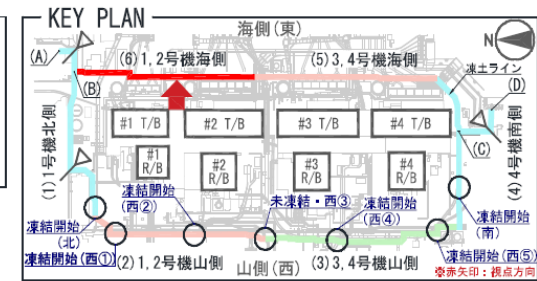 KEY PLAN
海側(東)
N
(A)
(6)1,2号機海側
(5)3,4号機海側
凍土ライン
(B)
(D)
#1 T/B
#2 T/B
#3 T/B
#4 T/B
(C)
(1)1号機北側
(4)4号機南側
#1
R/B
#2
R/B
#3
R/B
#4
R/B
凍結開始
(西②)
未凍結・西③
凍結開始
(西④)
凍結開始
(北)
凍結開始
(南)
凍結開始(西①)
(2)1,2号機山側
山側(西)
(3)3,4号機山側
凍結開始(西⑤)
※赤矢印：視点方向